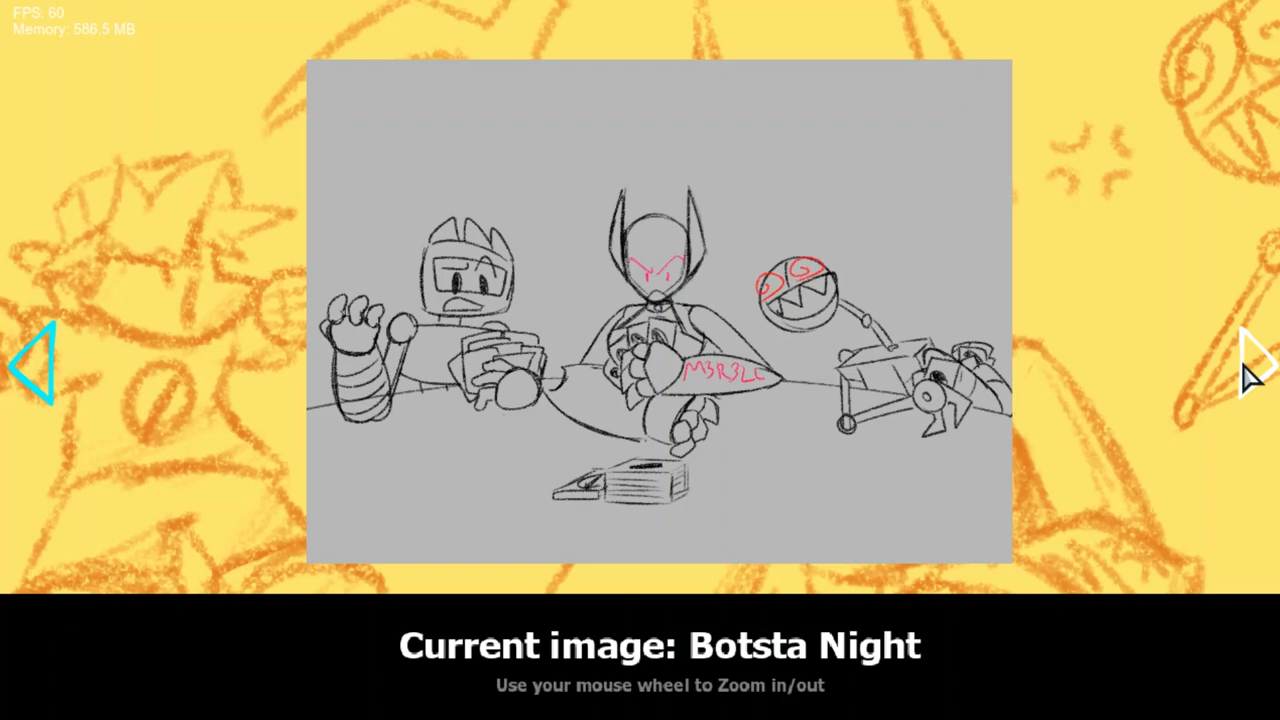 FPS: 60
Memory: 586.5 MB
M3R3LL
Current image: Botsta Night
Use your mouse wheel to Zoom in/out